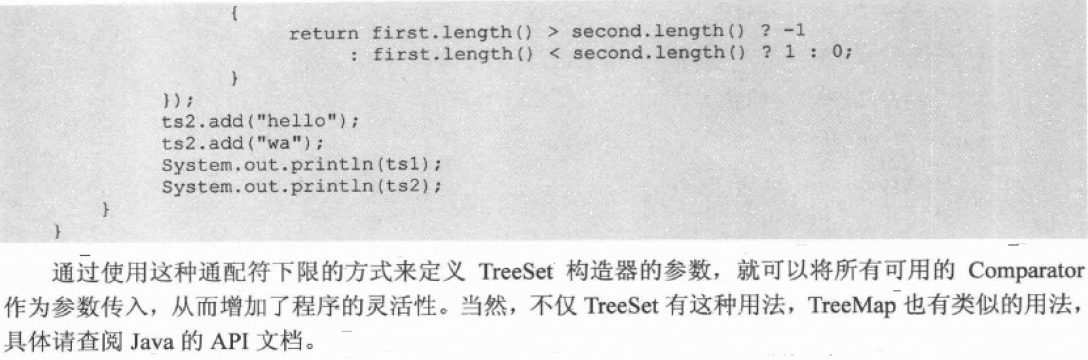 {
return first.length() > second.length() ? -1
: first.length() < second.length() ? 1 : 0;
}
});
ts2.add("hello");
ts2.add("wa");
System.out.println(ts1);
System.out.println(ts2);
}
}
通过使用这种通配符下限的方式来定义 TreeSet 构造器的参数，就可以将所有可用的 Comparator
作为参数传入，从而增加了程序的灵活性。当然，不仅 TreeSet 有这种用法，TreeMap 也有类似的用法，
具体请查阅 Java 的 API 文档。